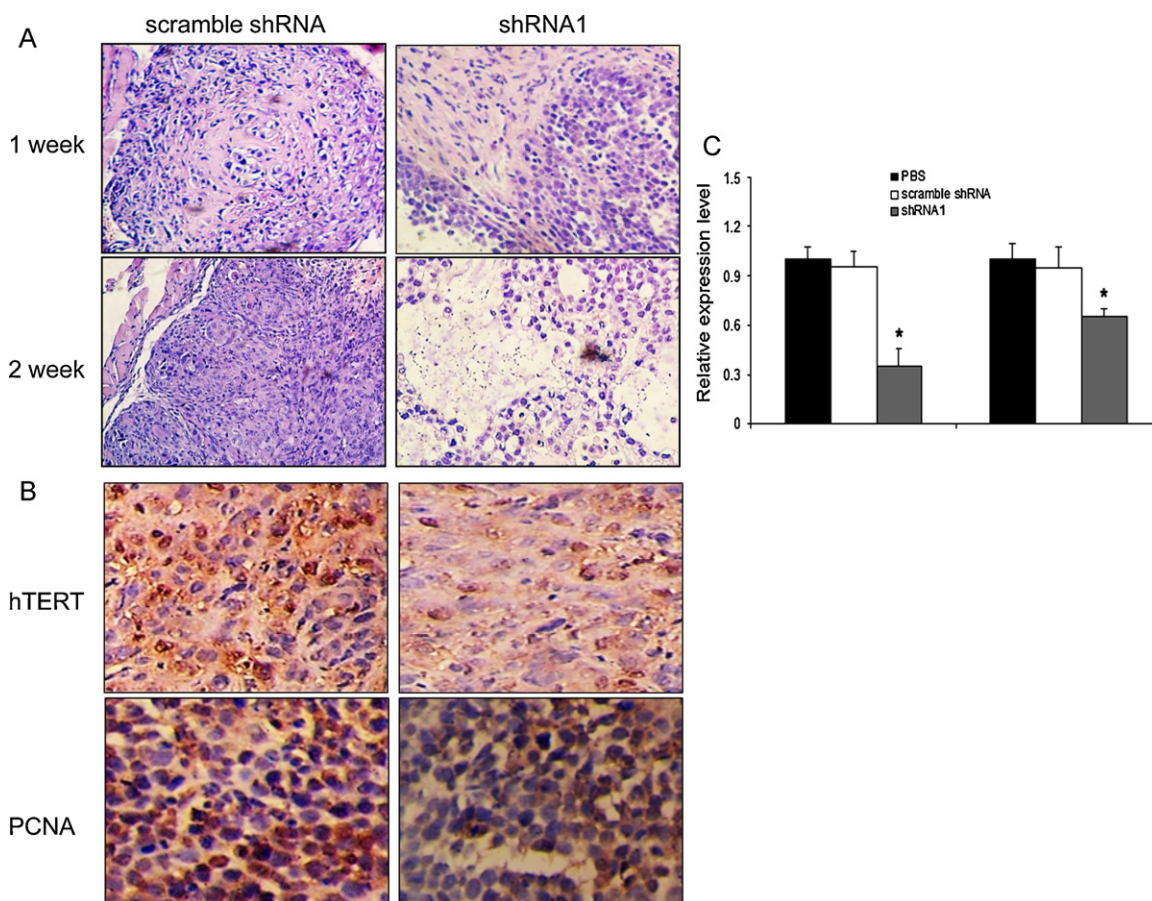 A
scramble shRNA
shRNA1
1 week
2 week
B
hTERT
PCNA
C
PBS
scramble shRNA
shRNA1
Relative expression level
1.5
1.2
0.9
0.6
0.3
0
*
*